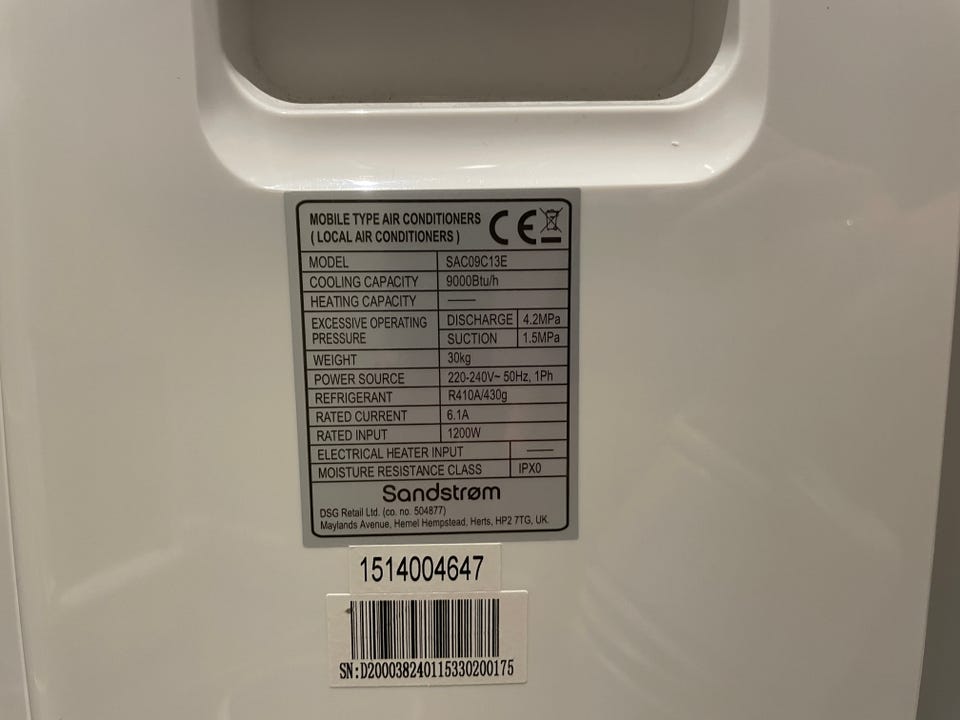 MOBILE TYPE AIR CONDITIONERS
( LOCAL AIR CONDITIONERS )
CE
MODEL SAC09C13E
COOLING CAPACITY 9000Btu/h
HEATING CAPACITY ——
EXCESSIVE OPERATING PRESSURE DISCHARGE 4.2MPa
SUCTION 1.5MPa
WEIGHT 30kg
POWER SOURCE 220-240V~ 50Hz, 1Ph
REFRIGERANT R410A/430g
RATED CURRENT 6.1A
RATED INPUT 1200W
ELECTRICAL HEATER INPUT ——
MOISTURE RESISTANCE CLASS IPX0
Sandstrøm
DSG Retail Ltd. (co. no. 504877)
Maylands Avenue, Hemel Hempstead, Herts, HP2 7TG, UK.
1514004647
SN:D200038240115330200175